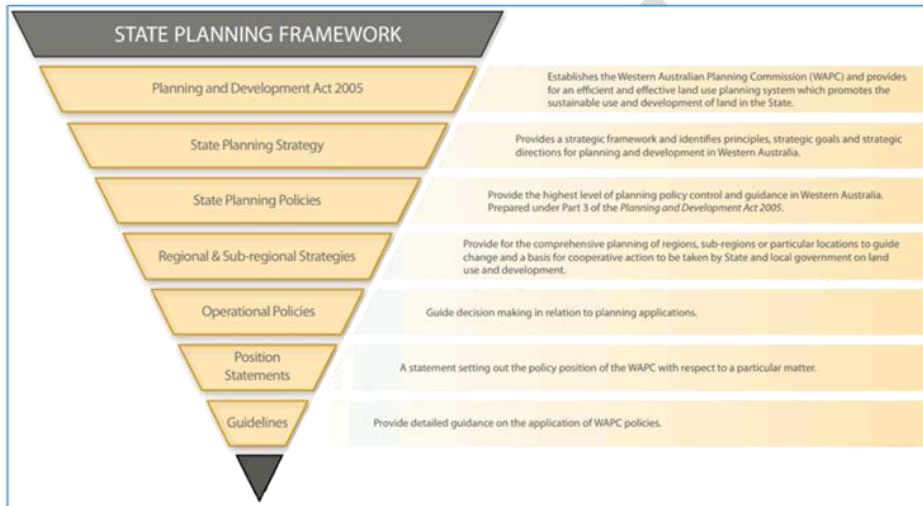 STATE PLANNING FRAMEWORK
Planning and Development Act 2005
Establishes the Western Australian Planning Commission (WAPC) and provides
for an efficient and effective land use planning system which promotes the
sustainable use and development of land in the State.
State Planning Strategy
Provides a strategic framework and identifies principles, strategic goals and strategic
directions for planning and development in Western Australia.
State Planning Policies
Provide the highest level of planning policy control and guidance in Western Australia.
Prepared under Part 3 of the Planning and Development Act 2005.
Regional & Sub-regional Strategies
Provide for the comprehensive planning of regions, sub-regions or particular locations to guide
change and a basis for cooperative action to be taken by State and local government on land
use and development.
Operational Policies
Guide decision making in relation to planning applications.
Position
Statements
A statement setting out the policy position of the WAPC with respect to a particular matter.
Guidelines
Provide detailed guidance on the application of WAPC policies.